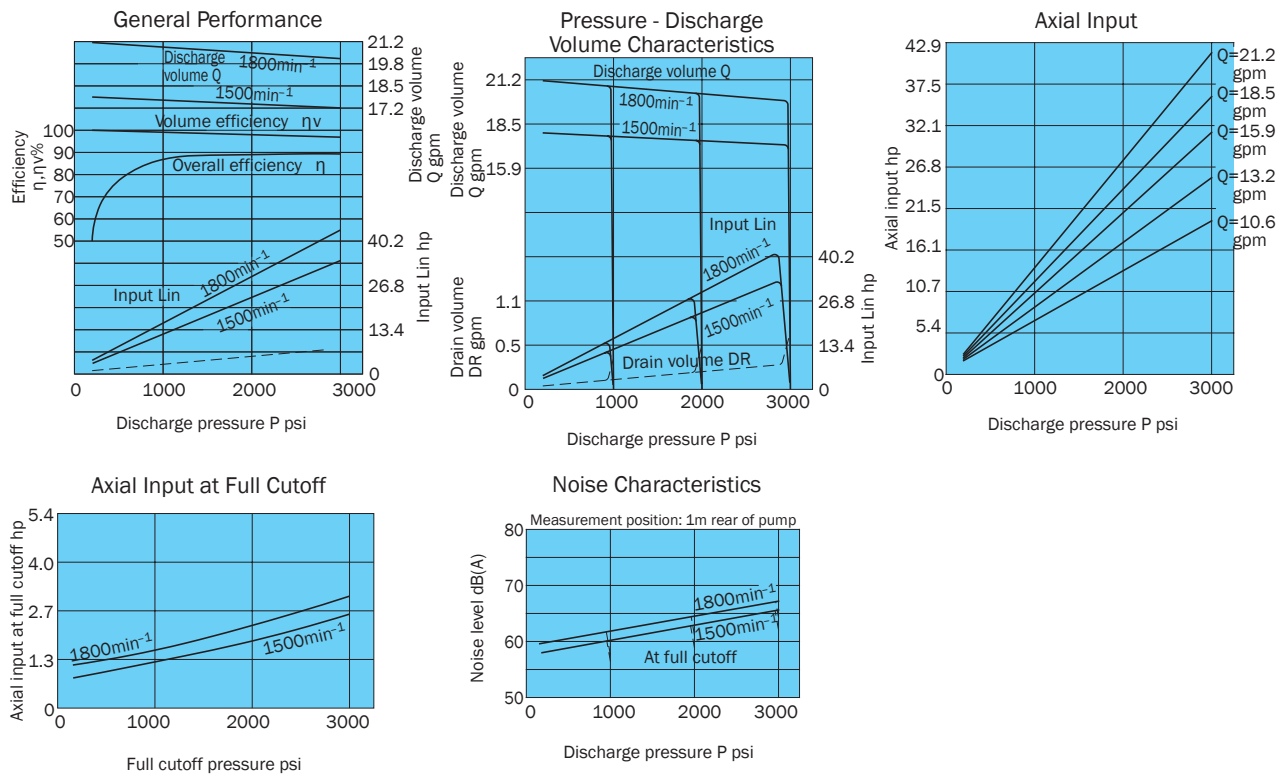 General Performance
21.2
19.8
18.5
17.2
Discharge volume
Q gpm
Discharge
volume Q
1800min⁻¹
1500min⁻¹
Volume efficiency ηv
Overall efficiency η
Efficiency
η,ηv%
100
90
80
70
60
50
40.2
26.8
13.4
0
Input Lin hp
Input Lin
1800min⁻¹
1500min⁻¹
0
1000
2000
3000
Discharge pressure P psi
Pressure - Discharge
Volume Characteristics
Discharge volume
Q gpm
21.2
18.5
15.9
Discharge volume Q
1800min⁻¹
1500min⁻¹
Input Lin
1800min⁻¹
1500min⁻¹
Drain volume DR
Drain volume
DR gpm
1.1
0.5
0
40.2
26.8
13.4
0
Input Lin hp
0
1000
2000
3000
Discharge pressure P psi
Axial Input
Axial input hp
42.9
37.5
32.1
26.8
21.5
16.1
10.7
5.4
0
Q=21.2
gpm
Q=18.5
gpm
Q=15.9
gpm
Q=13.2
gpm
Q=10.6
gpm
0
1000
2000
3000
Discharge pressure P psi
Axial Input at Full Cutoff
Axial input at full cutoff hp
5.4
4.0
2.7
1.3
0
1800min⁻¹
1500min⁻¹
0
1000
2000
3000
Full cutoff pressure psi
Noise Characteristics
Measurement position: 1m rear of pump
Noise level dB(A)
80
70
60
50
1800min⁻¹
1500min⁻¹
At full cutoff
0
1000
2000
3000
Discharge pressure P psi